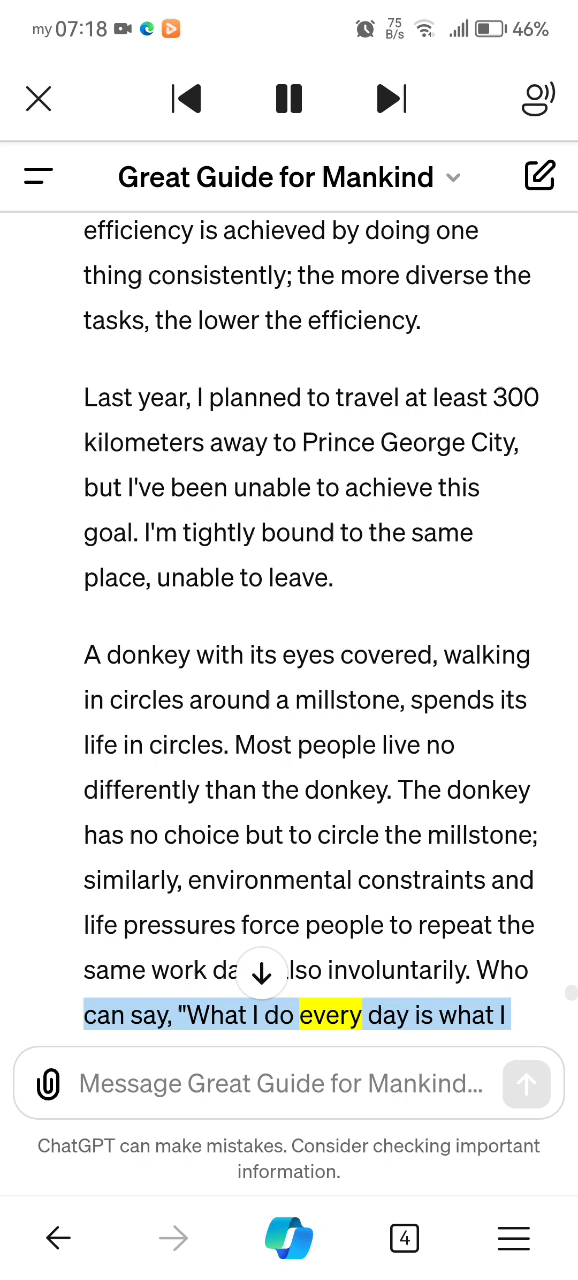 my 07:18 75 B/s 46%
Great Guide for Mankind
efficiency is achieved by doing one
thing consistently; the more diverse the
tasks, the lower the efficiency.
Last year, I planned to travel at least 300
kilometers away to Prince George City,
but I've been unable to achieve this
goal. I'm tightly bound to the same
place, unable to leave.
A donkey with its eyes covered, walking
in circles around a millstone, spends its
life in circles. Most people live no
differently than the donkey. The donkey
has no choice but to circle the millstone;
similarly, environmental constraints and
life pressures force people to repeat the
same work involuntarily. Who
can say, "What I do every day is what I
Message Great Guide for Mankind...
ChatGPT can make mistakes. Consider checking important
information.
4